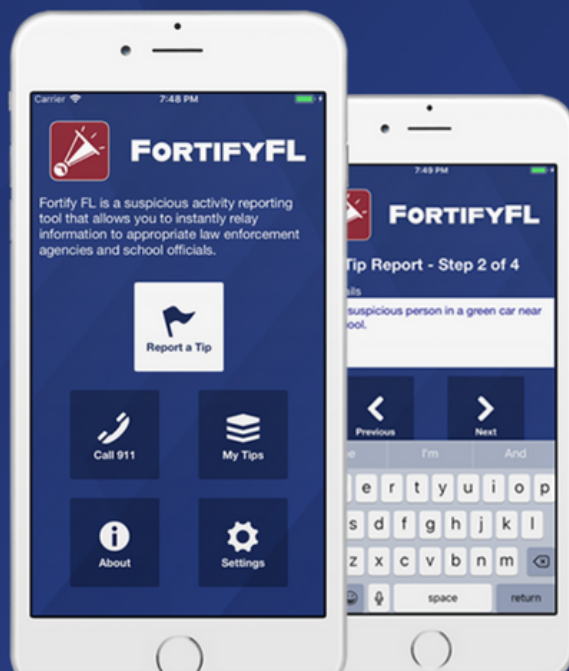 Carrier 7:48 PM
FORTIFYFL
Fortify FL is a suspicious activity reporting
tool that allows you to instantly relay
information to appropriate law enforcement
agencies and school officials.
Report a Tip
Call 911
My Tips
About
Settings
7:49 PM
FORTIFYFL
Tip Report - Step 2 of 4
ils
suspicious person in a green car near
ool.
Previous
Next
e I'm And
e r t y u i o p
s d f g h j k l
z x c v b n m
space return